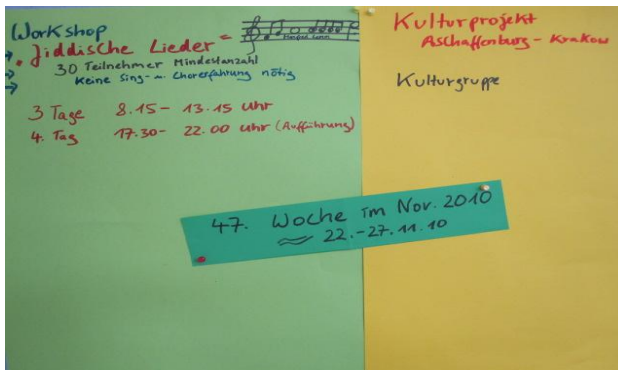 Workshop
Jiddische Lieder =
30 Teilnehmer Mindestanzahl
Keine Sing- ~ Chorerfahrung nötig
3 Tage 8.15 - 13.15 Uhr
4. Tag 17.30 - 22.00 Uhr (Aufführung)
Kulturprojekt
Aschaffenburg - Krakow
Kulturgruppe
47. Woche im Nov. 2010
22.-27.11.10